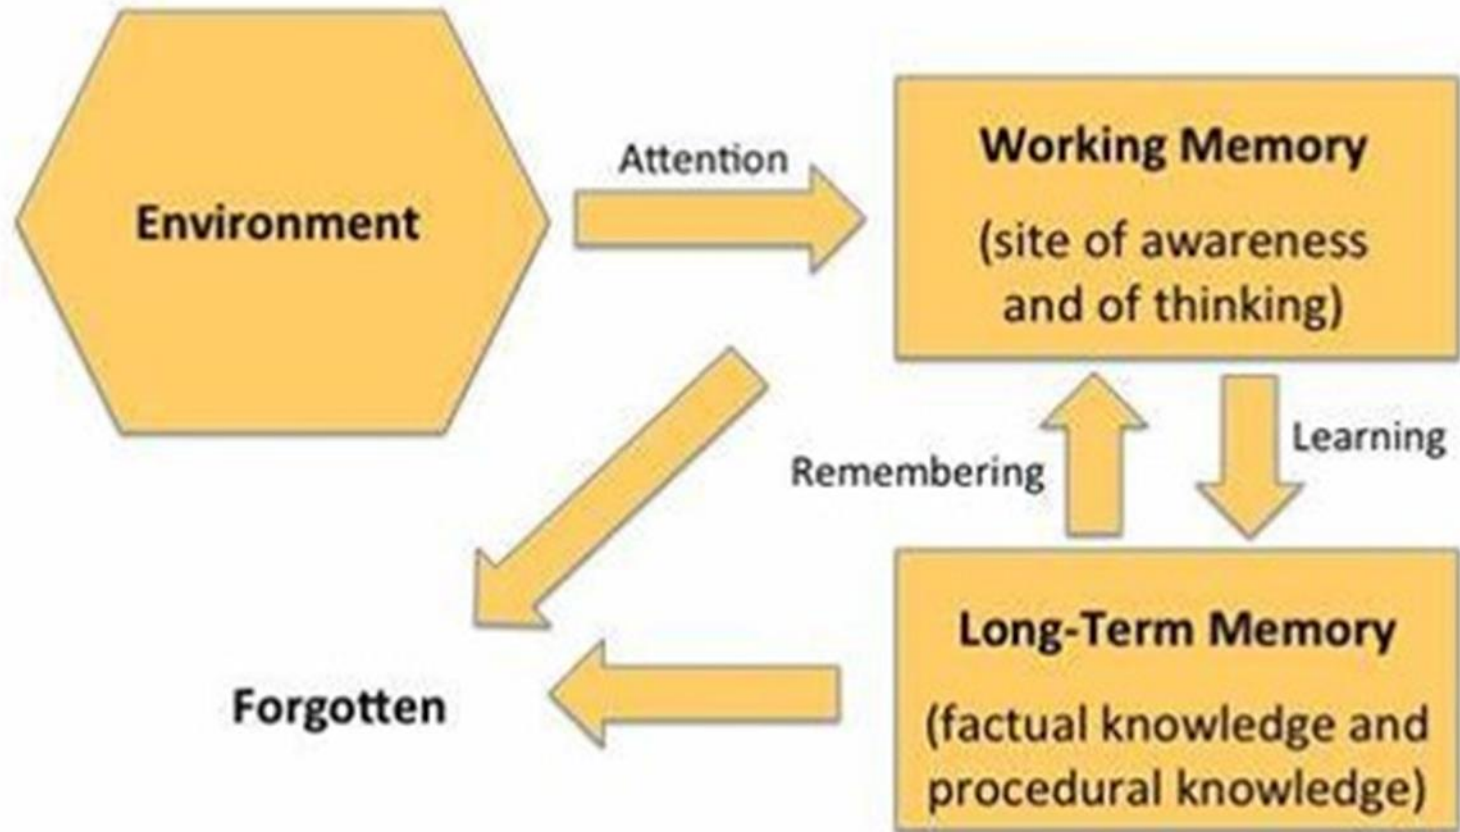 Environment
Attention
Working Memory
(site of awareness
and of thinking)
Remembering
Learning
Forgotten
Long-Term Memory
(factual knowledge and
procedural knowledge)